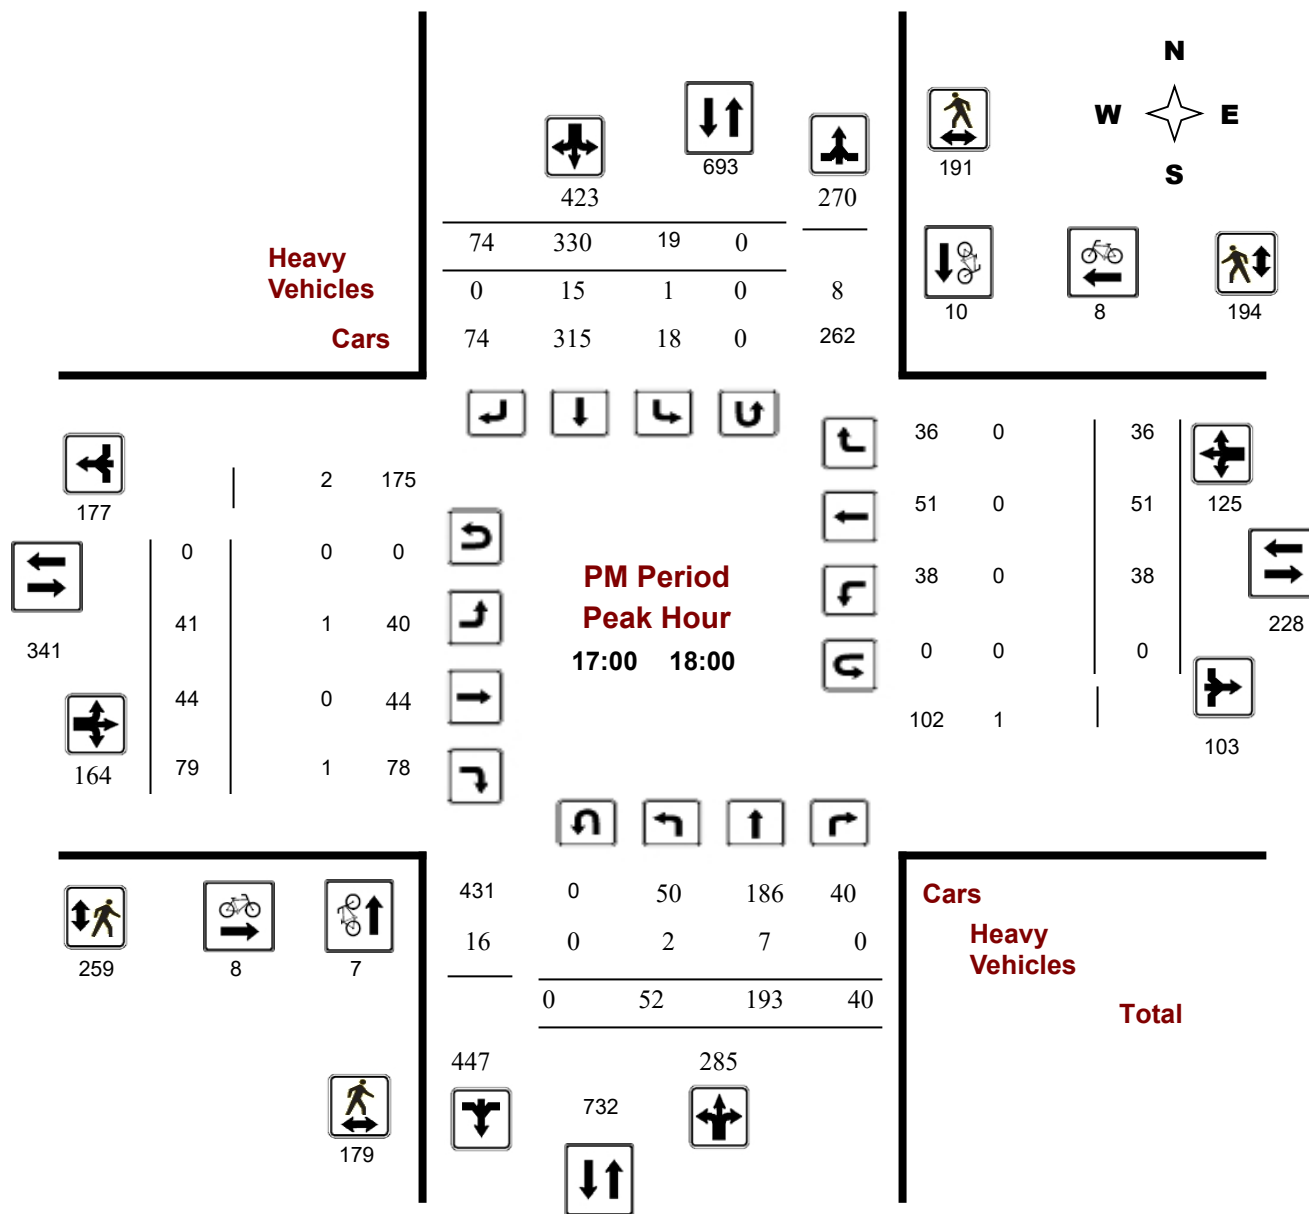 N
W E
S
693
191
423 270
74 330 19 0
Heavy
Vehicles
0 15 1 0 8
10 8 194
Cars
74 315 18 0 262
36 0 36
2 175
177
51 0 51
125
0 0 0
PM Period
38 0 38
Peak Hour
41 1 40
228
341
17:00 18:00
0 0 0
44 0 44
102 1
103
164
79 1 78
431 0 50 186 40
Cars
16 0 2 7 0
Heavy
Vehicles
259 8 7
0 52 193 40
Total
447 285
732
179